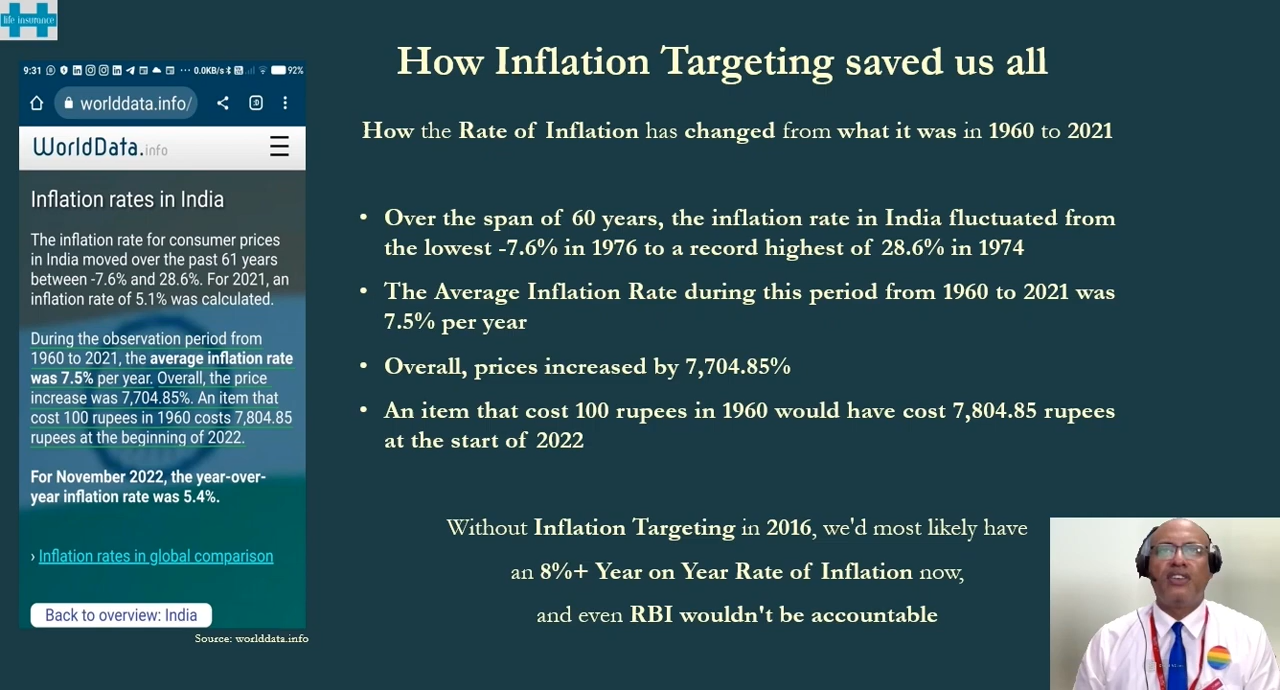 life insurance
How Inflation Targeting saved us all
9:31
0.0KB/s
92%
worlddata.info/
WorldData.info
Inflation rates in India
The inflation rate for consumer prices
in India moved over the past 61 years
between -7.6% and 28.6%. For 2021, an
inflation rate of 5.1% was calculated.
During the observation period from
1960 to 2021, the average inflation rate
was 7.5% per year. Overall, the price
increase was 7,704.85%. An item that
cost 100 rupees in 1960 costs 7,804.85
rupees at the beginning of 2022.
For November 2022, the year-over-
year inflation rate was 5.4%.
› Inflation rates in global comparison
Back to overview: India
Source: worlddata.info
How the Rate of Inflation has changed from what it was in 1960 to 2021
• Over the span of 60 years, the inflation rate in India fluctuated from
the lowest -7.6% in 1976 to a record highest of 28.6% in 1974
• The Average Inflation Rate during this period from 1960 to 2021 was
7.5% per year
• Overall, prices increased by 7,704.85%
• An item that cost 100 rupees in 1960 would have cost 7,804.85 rupees
at the start of 2022
Without Inflation Targeting in 2016, we'd most likely have
an 8%+ Year on Year Rate of Inflation now,
and even RBI wouldn't be accountable